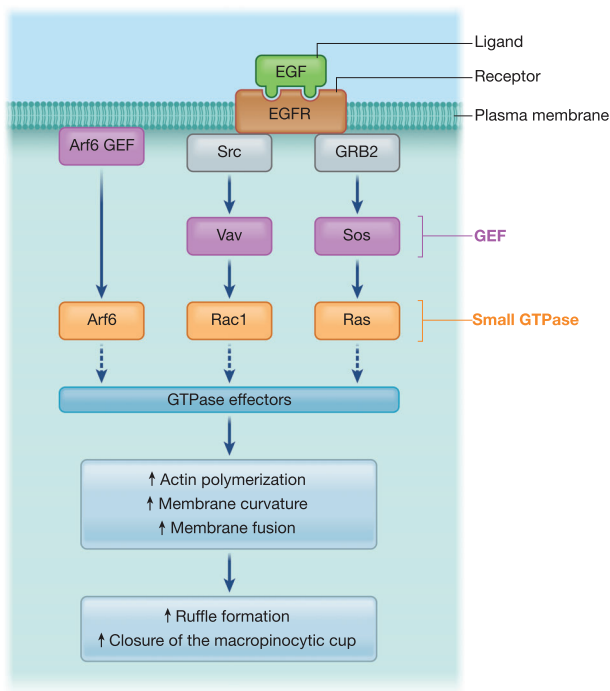 Ligand
EGF
Receptor
EGFR
Plasma membrane
Arf6 GEF
Src
GRB2
Vav
Sos
GEF
Arf6
Rac1
Ras
Small GTPase
GTPase effectors
↑ Actin polymerization
↑ Membrane curvature
↑ Membrane fusion
↑ Ruffle formation
↑ Closure of the macropinocytic cup